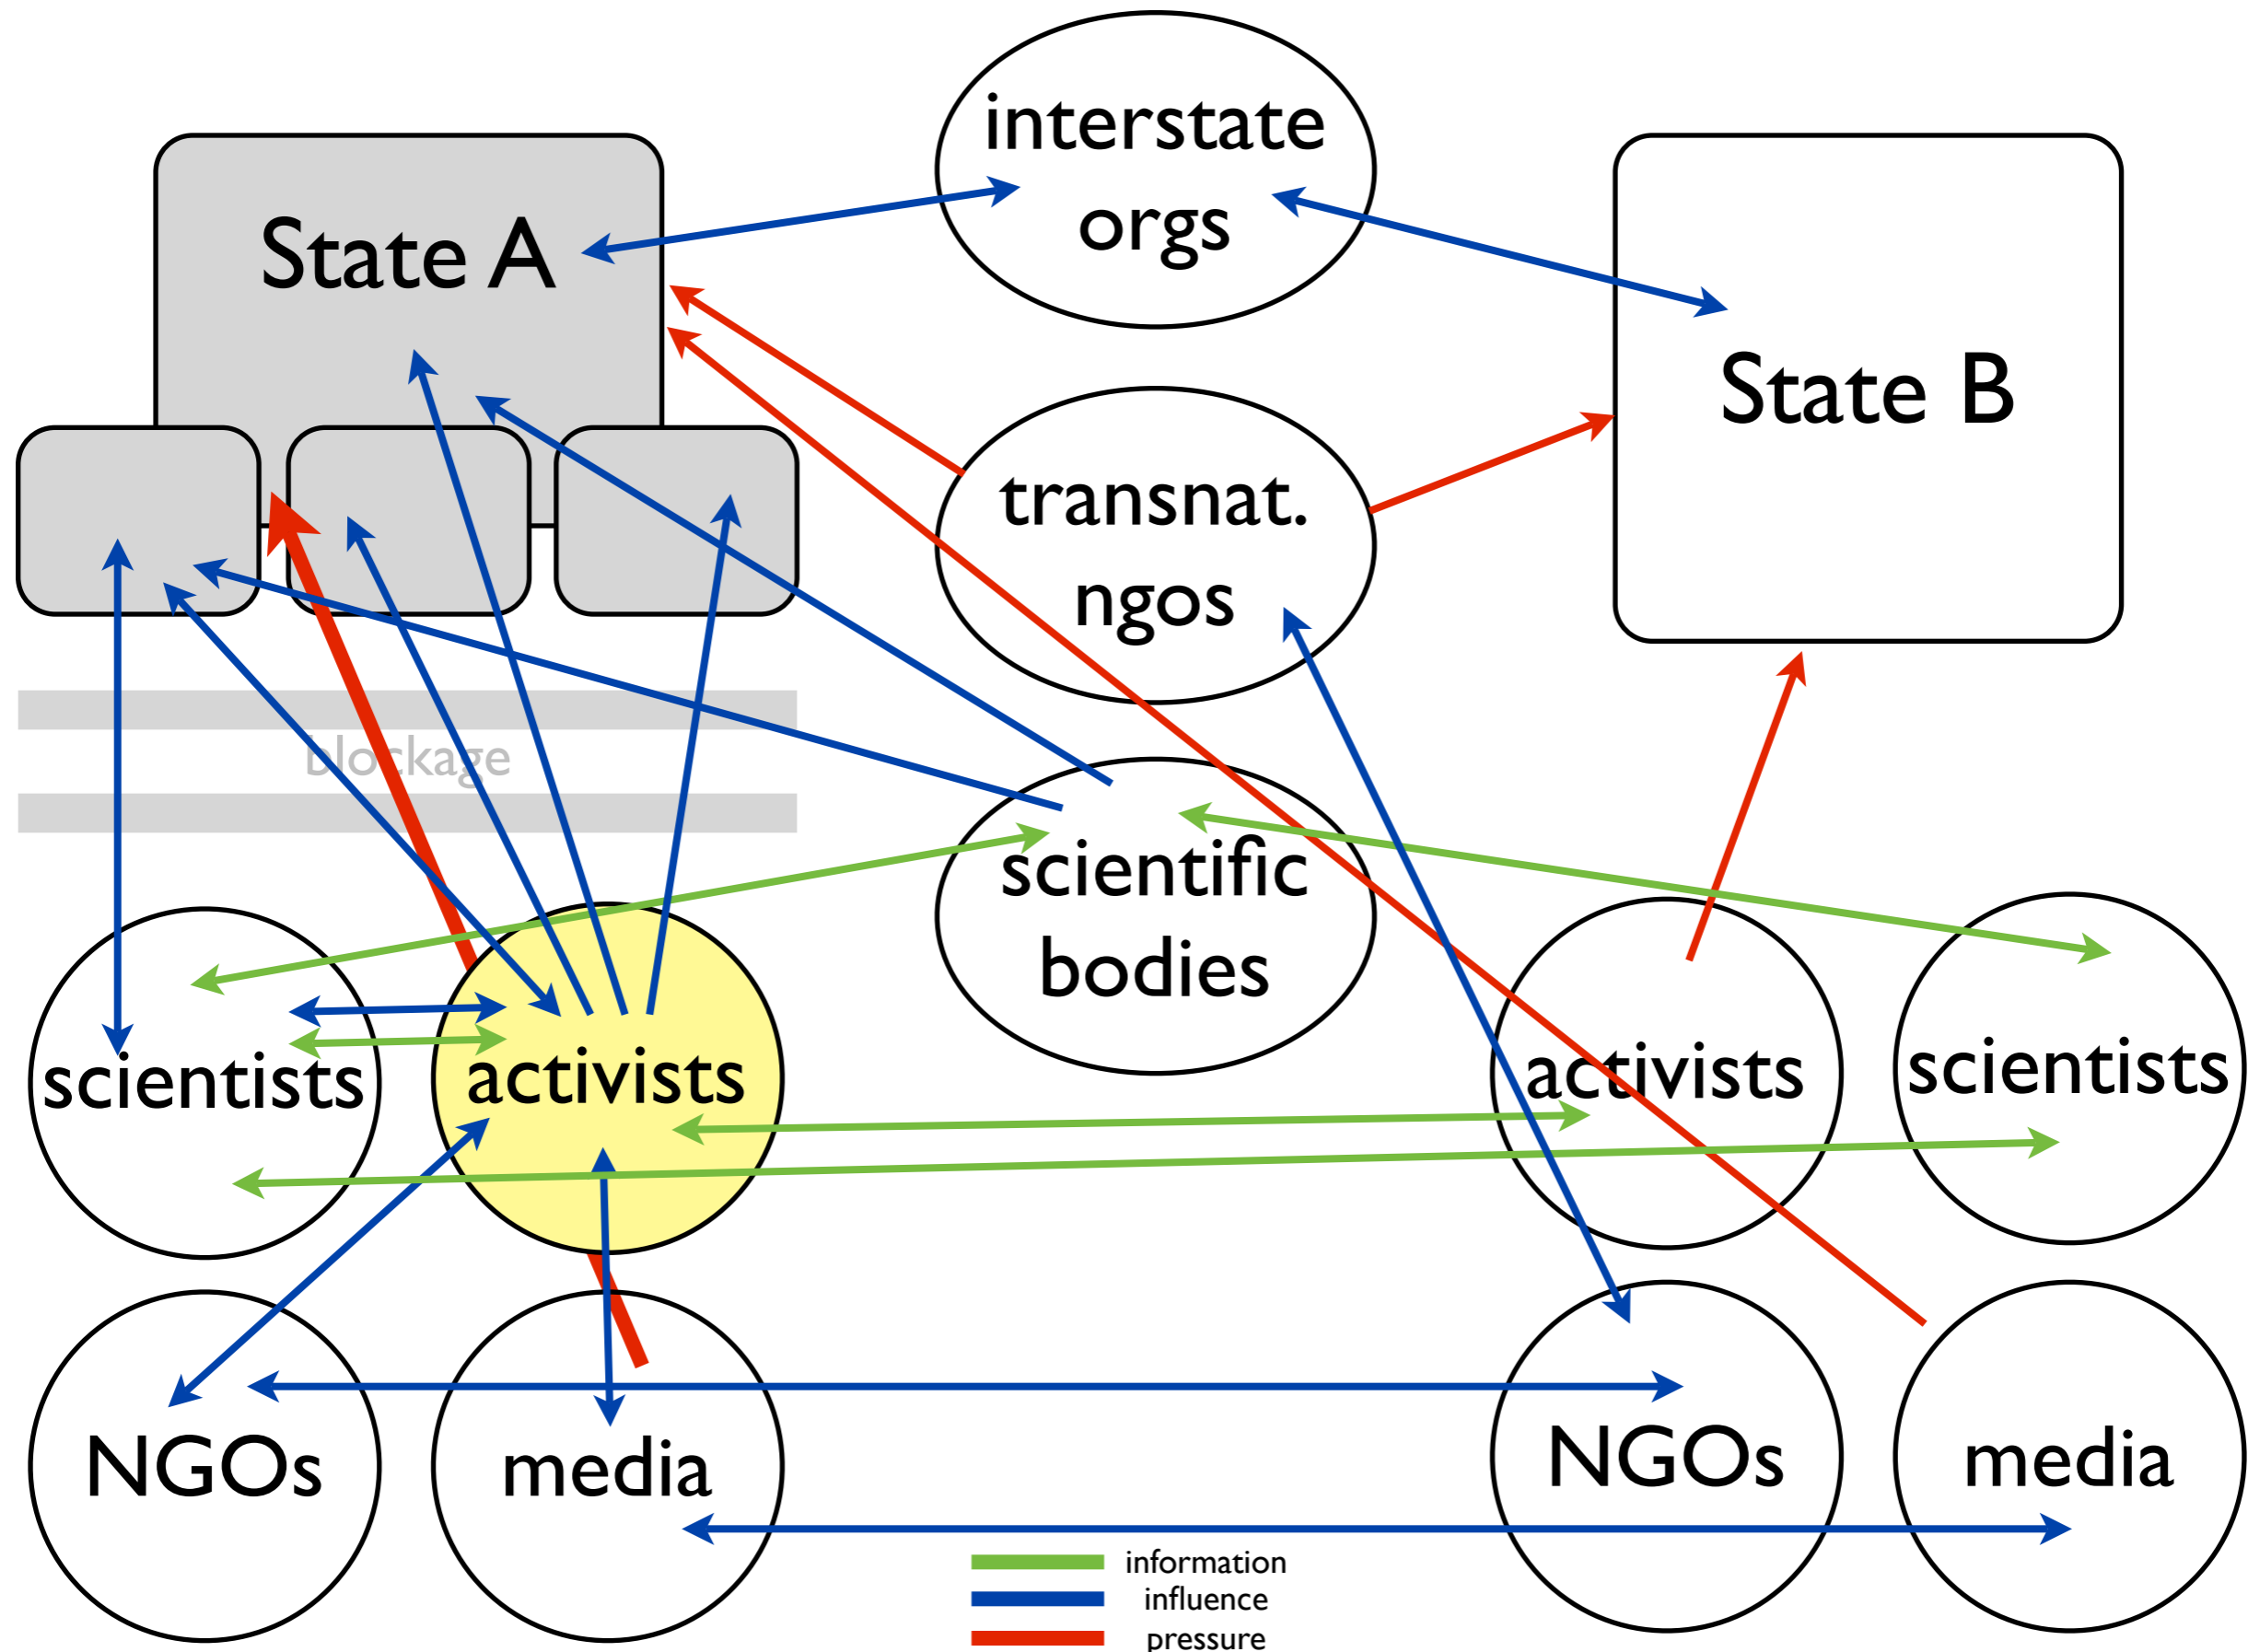 interstate
orgs
State A
State B
transnat.
ngos
blockage
scientific
bodies
scientists
activists
activists
scientists
NGOs
media
NGOs
media
information
influence
pressure